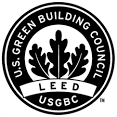 U.S. GREEN BUILDING COUNCIL
LEED
USGBC
TM